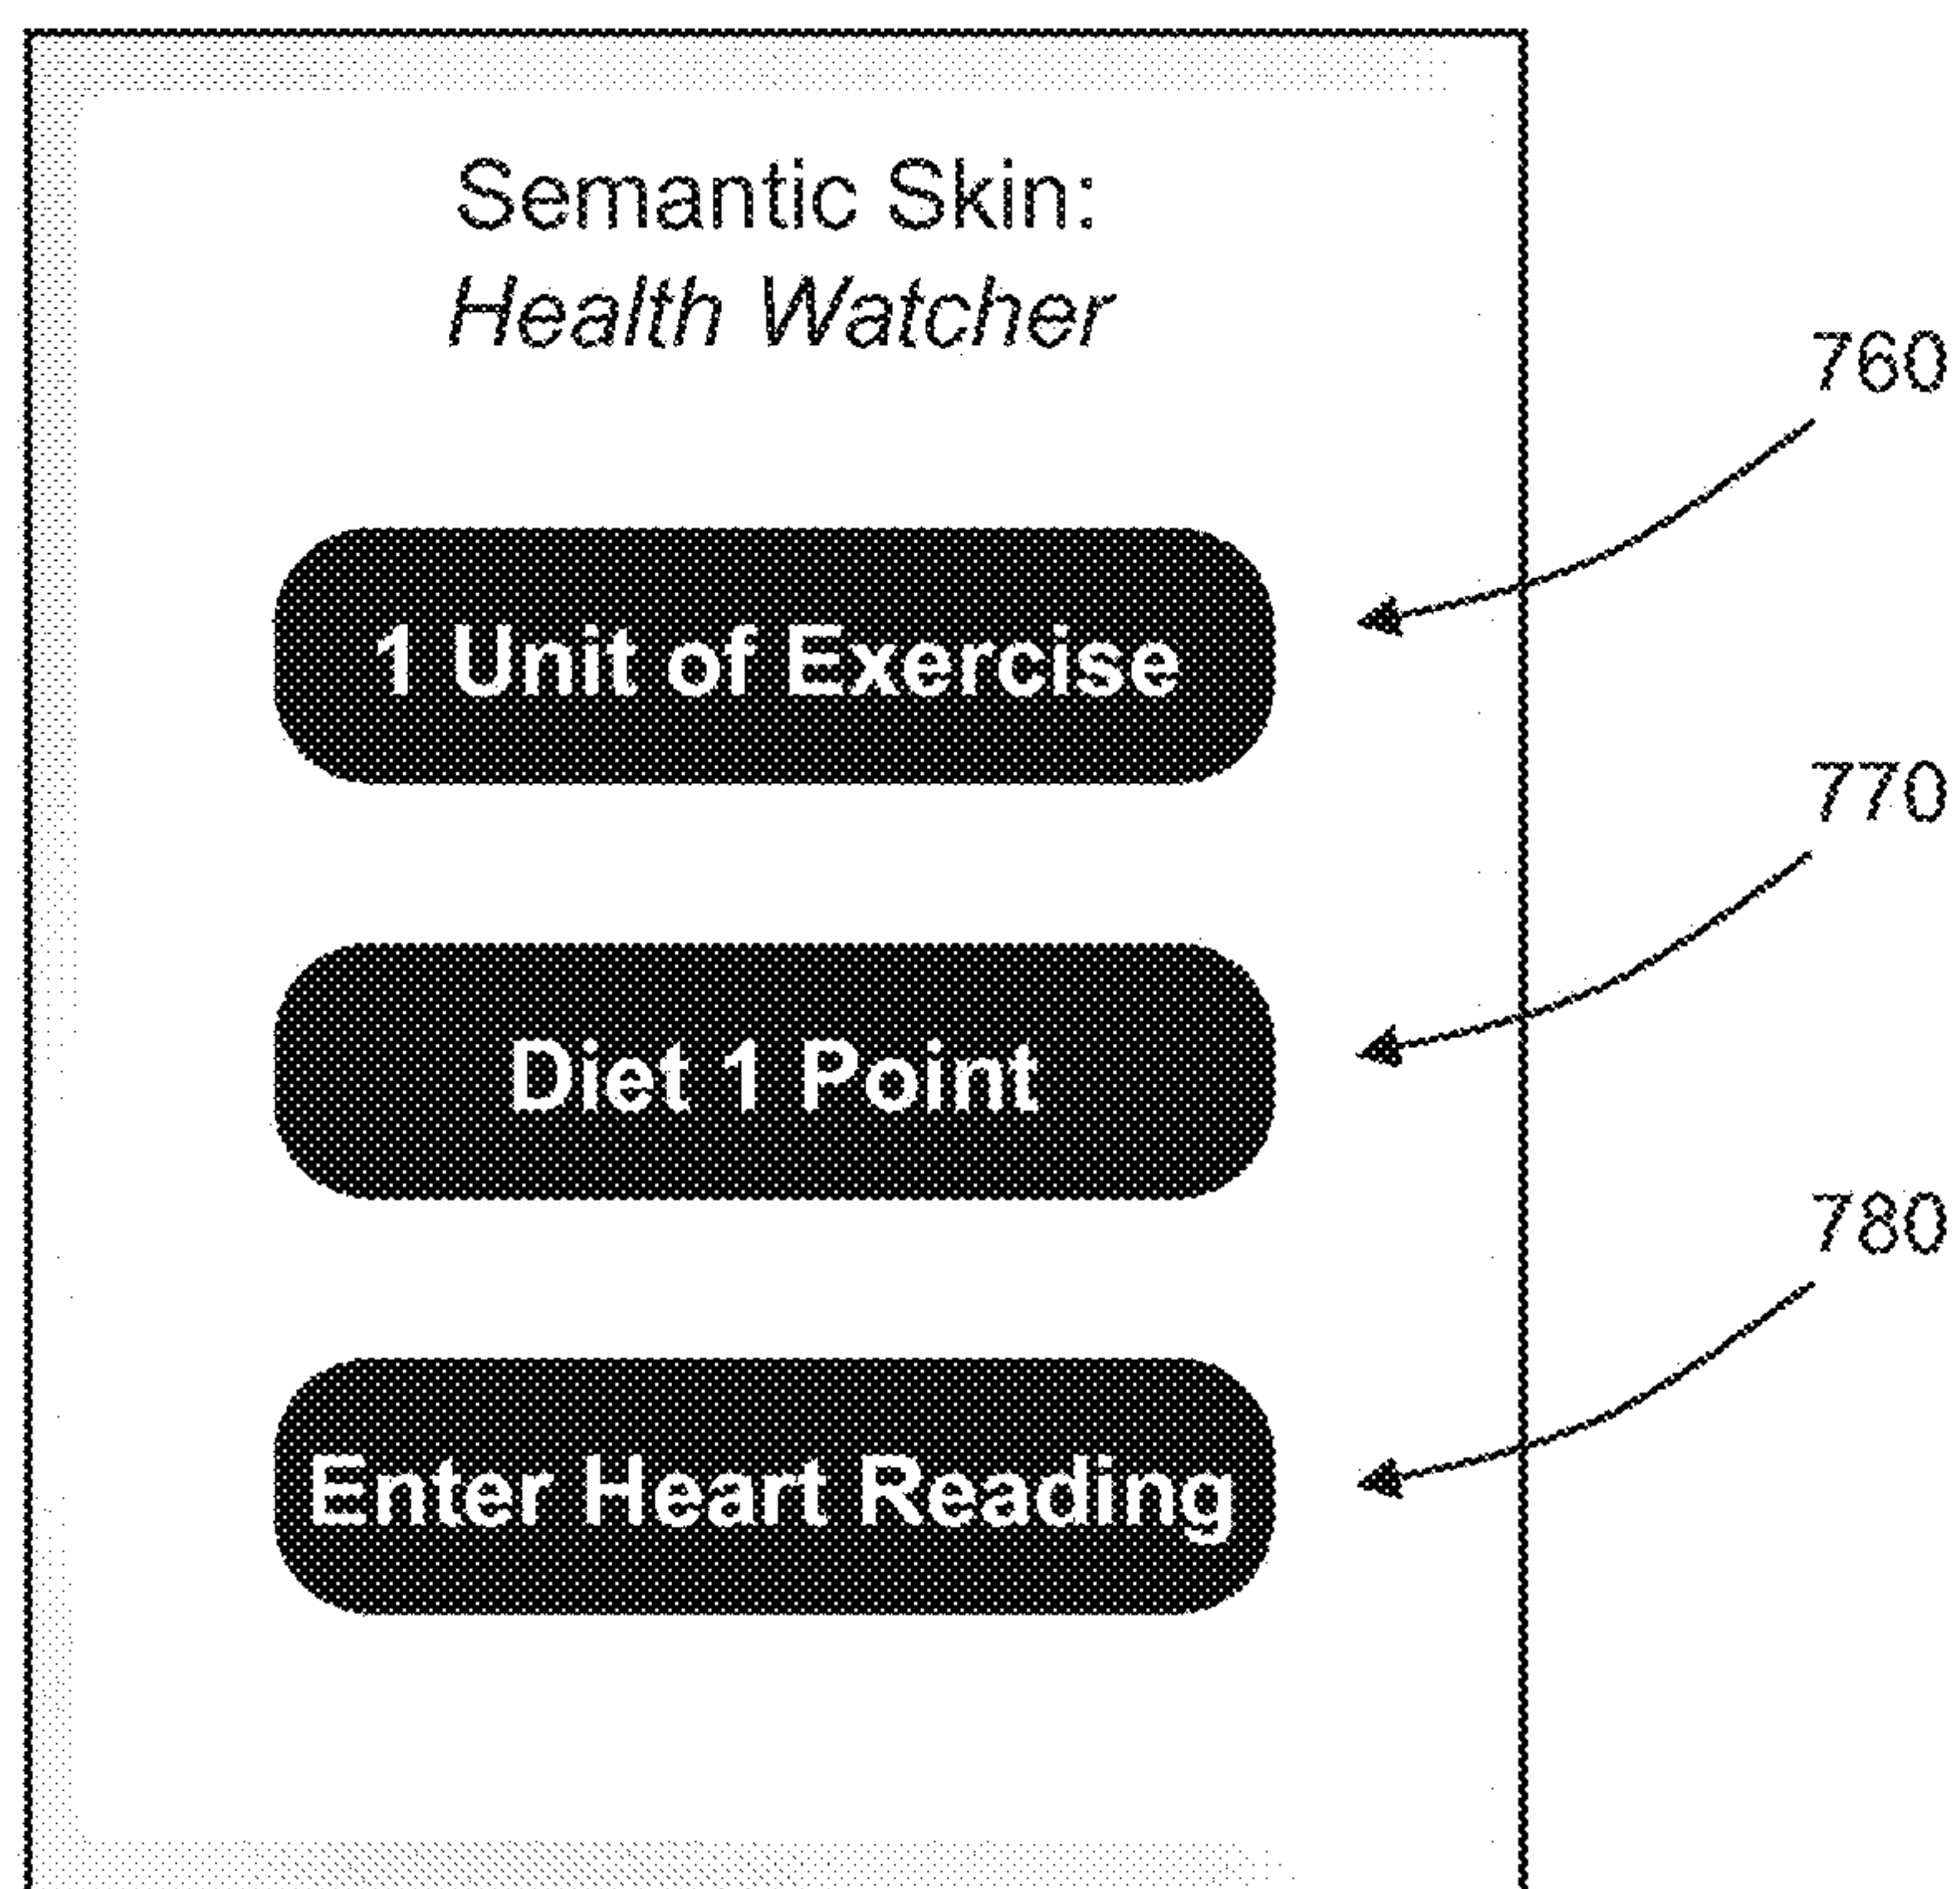 Semantic Skin:
Health Watcher
760
1 Unit of Exercise
770
Diet 1 Point
780
Enter Heart Reading